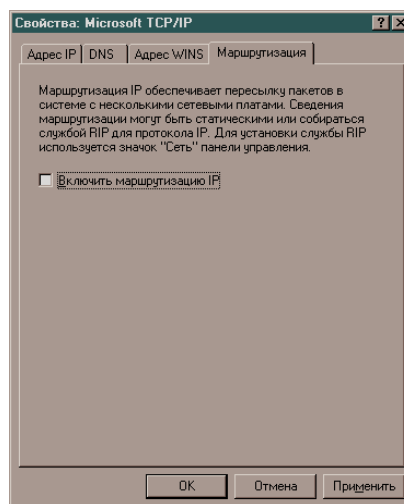 Свойства: Microsoft TCP/IP
Адрес IP DNS Адрес WINS Маршрутизация
Маршрутизация IP обеспечивает пересылку пакетов в
системе с несколькими сетевыми платами. Сведения
маршрутизации могут быть статическими или собираться
службой RIP для протокола IP. Для установки службы RIP
используется значок "Сеть" панели управления.
Включить маршрутизацию IP
OK Отмена Применить